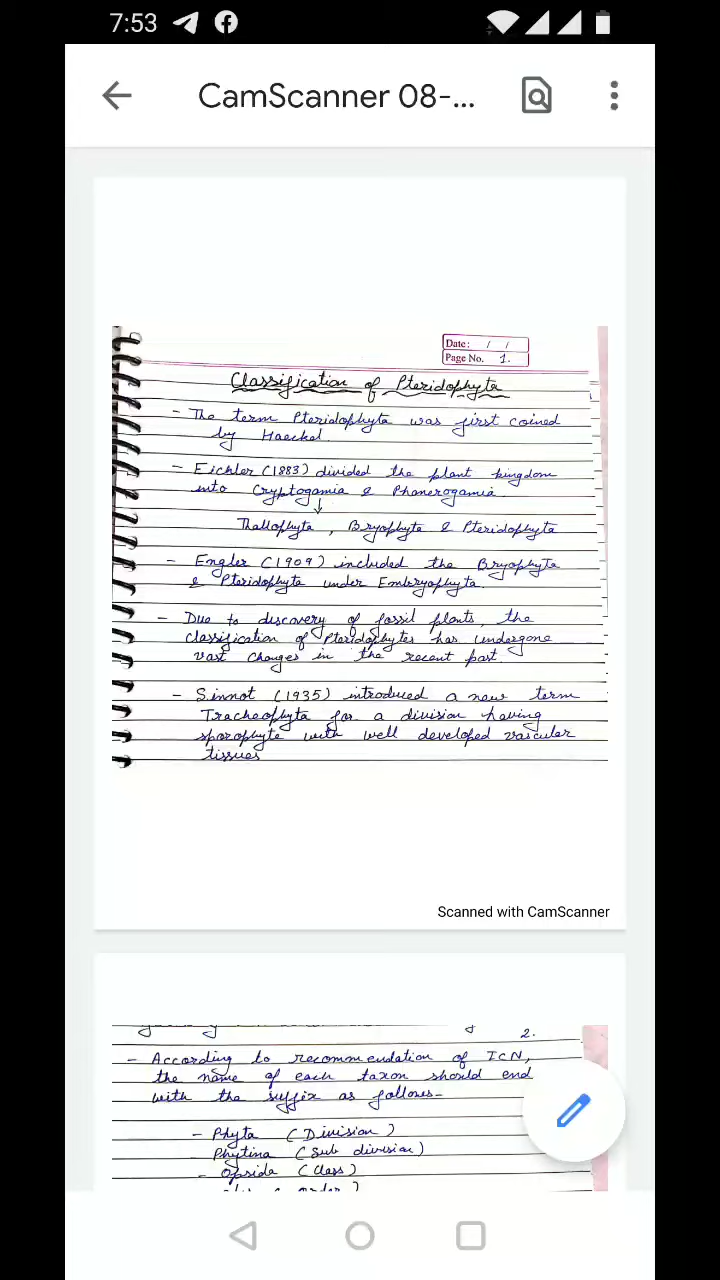 7:53
CamScanner 08-...
Date: / /
Page No. 1.
Classification of Pteridophyta
- The term Pteridophyta was first coined
by Haeckel.
- Eichler (1883) divided the plant kingdom
into Cryptogamia & Phanerogamia.
↓
Thallophyta, Bryophyta & Pteridophyta
- Engler (1909) included the Bryophyta
& Pteridophyta under Embryophyta.
- Due to discovery of fossil plants, the
classification of Pteridophytes has undergone
vast changes in the recent past.
- Sinnot (1935) introduced a new term
Tracheophyta for a division having
sporophyte with well developed vascular
tissues
Scanned with CamScanner
2.
- According to recommendation of ICN,
the name of each taxon should end
with the suffix as follows-
- Phyta (Division)
- Phytina (Sub division)
- Opsida (Class)